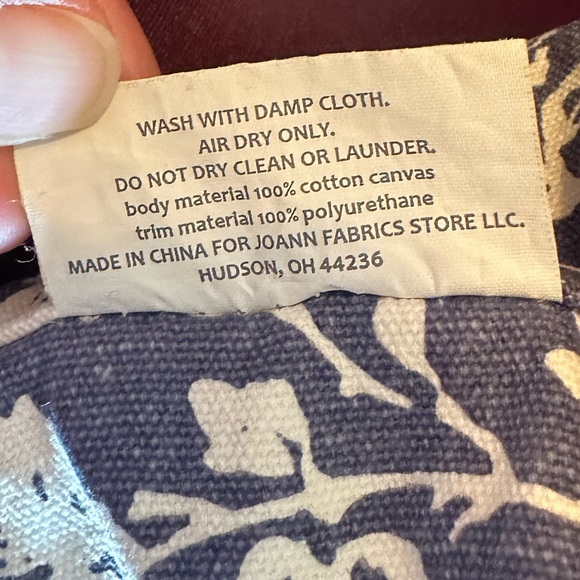 WASH WITH DAMP CLOTH.
AIR DRY ONLY.
DO NOT DRY CLEAN OR LAUNDER.
body material 100% cotton canvas
trim material 100% polyurethane
MADE IN CHINA FOR JOANN FABRICS STORE LLC.
HUDSON, OH 44236